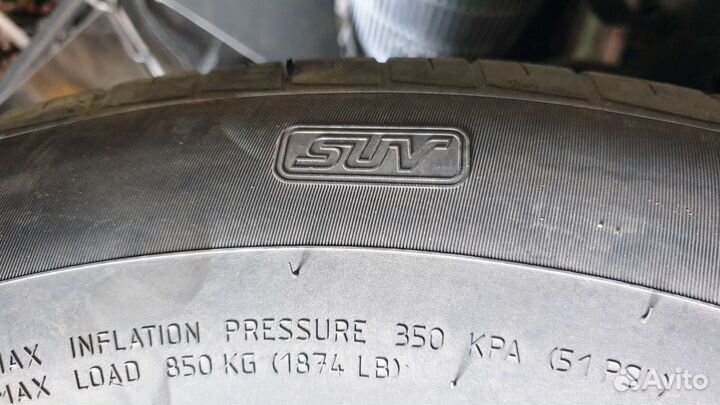 SUV
MAX INFLATION PRESSURE 350 KPA (51 PSI)
MAX LOAD 850 KG (1874 LB)
Avito